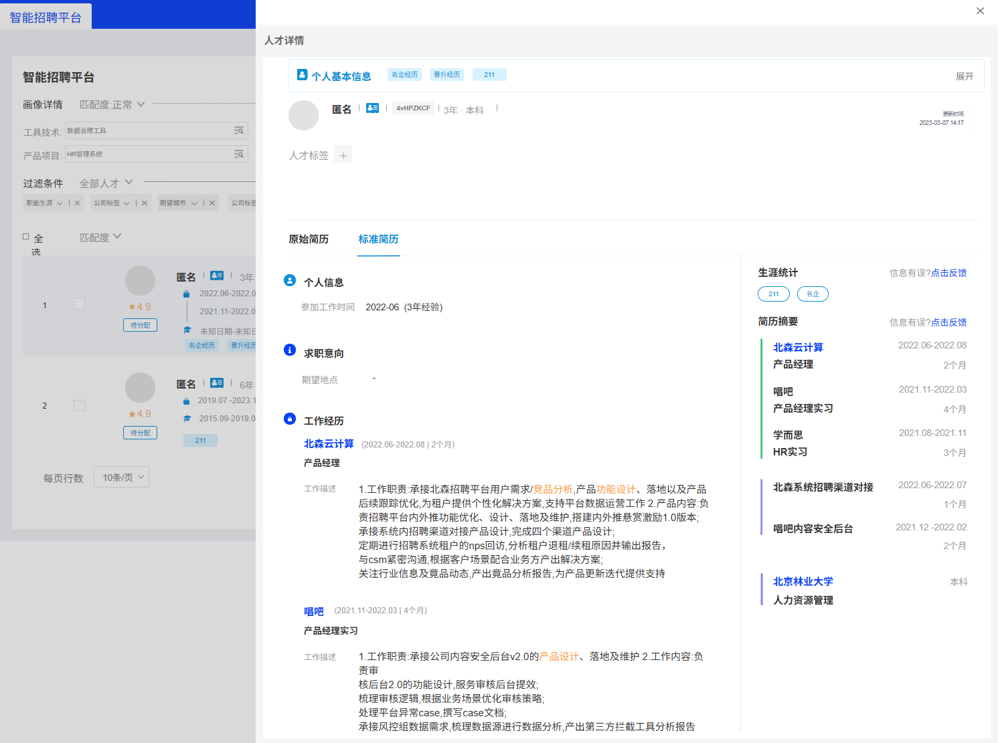 智能招聘平台
智能招聘平台
画像详情 匹配度:正常
工具技术: 数据治理工具
产品项目: HR管理系统
过滤条件 全部人才
职能生涯 公司标签 期望城市 公司标签
全选 匹配度
1
匿名 3年
2022.06-2022.0
2021.11-2022.0
未知日期-未知日
4.9
待分配
名企经历 晋升经历
2
匿名 6年
2019.07 -2023.1
2015.09-2019.0
4.9
待分配
211
每页行数 10条/页
人才详情
个人基本信息 名企经历 晋升经历 211 展开
匿名 4vHPZKCF 3年 · 本科
更新时间
2023-03-07 14:17
人才标签 +
原始简历 标准简历
个人信息
参加工作时间 2022-06 (3年经验)
求职意向
期望地点 -
工作经历
北森云计算 (2022.06-2022.08 | 2个月)
产品经理
工作描述 1.工作职责:承接北森招聘平台用户需求/竞品分析,产品功能设计、落地以及产品
后续跟踪优化,为租户提供个性化解决方案,支持平台数据运营工作 2.产品内容:负
责招聘平台内外推功能优化、设计、落地及维护,搭建内外推悬赏激励1.0版本;
承接系统内招聘渠道对接产品设计,完成四个渠道产品设计;
定期进行招聘系统租户的nps回访,分析租户退租/续租原因并输出报告,
与csm紧密沟通,根据客户场景配合业务方产出解决方案;
关注行业信息及竟品动态,产出竟品分析报告,为产品更新迭代提供支持
唱吧 (2021.11-2022.03 | 4个月)
产品经理实习
工作描述 1.工作职责:承接公司内容安全后台v2.0的产品设计、落地及维护 2.工作内容:负
责审
核后台2.0的功能设计,服务审核后台提效;
梳理审核逻辑,根据业务场景优化审核策略;
处理平台异常case,撰写case文档;
承接风控组数据需求,梳理数据源进行数据分析,产出第三方拦截工具分析报告
生涯统计 信息有误?点击反馈
211 名企
简历摘要 信息有误?点击反馈
北森云计算 2022.06-2022.08
产品经理 2个月
唱吧 2021.11-2022.03
产品经理实习 4个月
学而思 2021.08-2021.11
HR实习 3个月
北森系统招聘渠道对接 2022.06-2022.07
1个月
唱吧内容安全后台 2021.12 -2022.02
2个月
北京林业大学 本科
人力资源管理